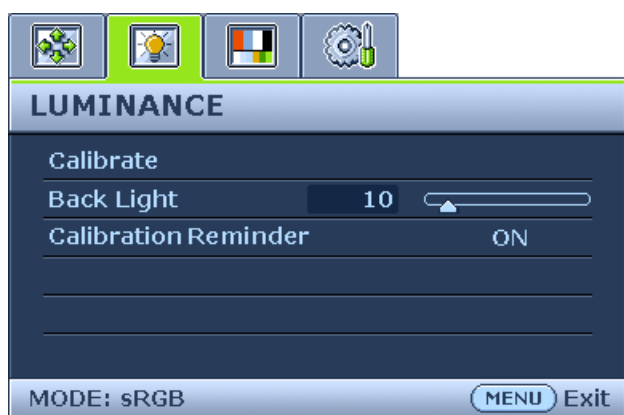 LUMINANCE
Calibrate
Back Light 10
Calibration Reminder ON
MODE: sRGB MENU Exit